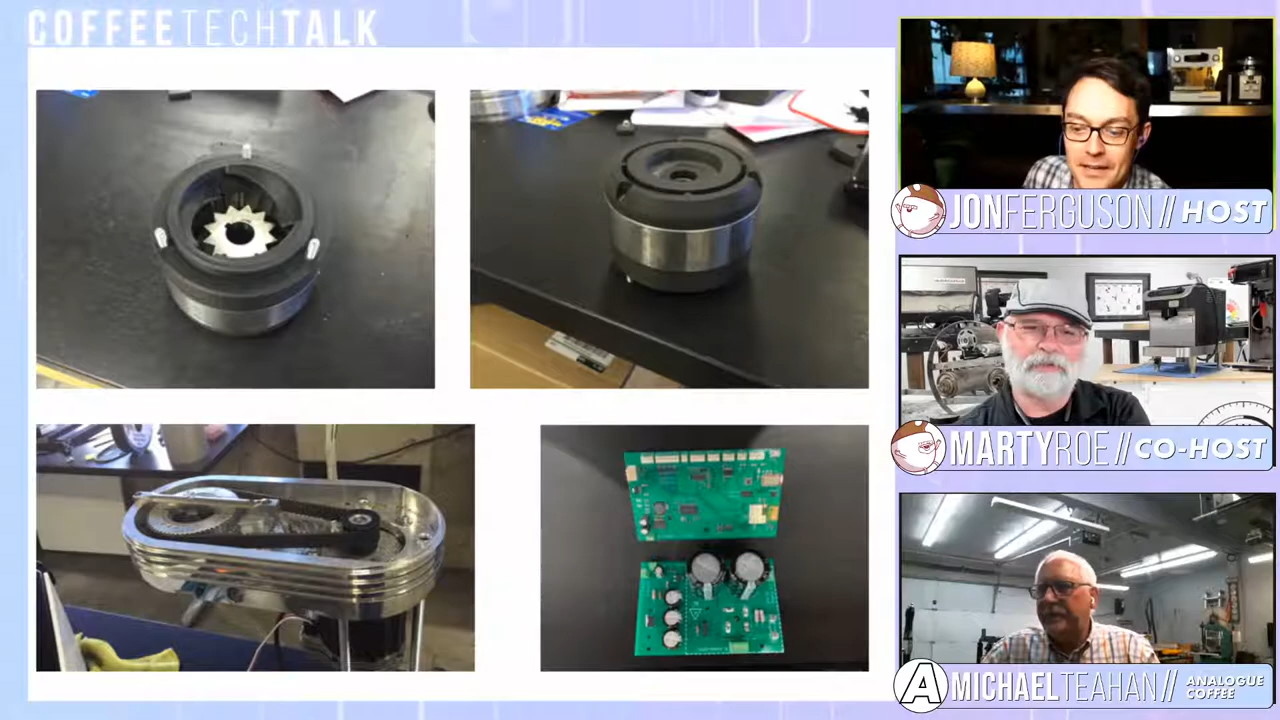 COFFEETECHTALK
JONFERGUSON // HOST
MARTYROE // CO-HOST
A MICHAELTEAHAN // ANALOGUE
COFFEE